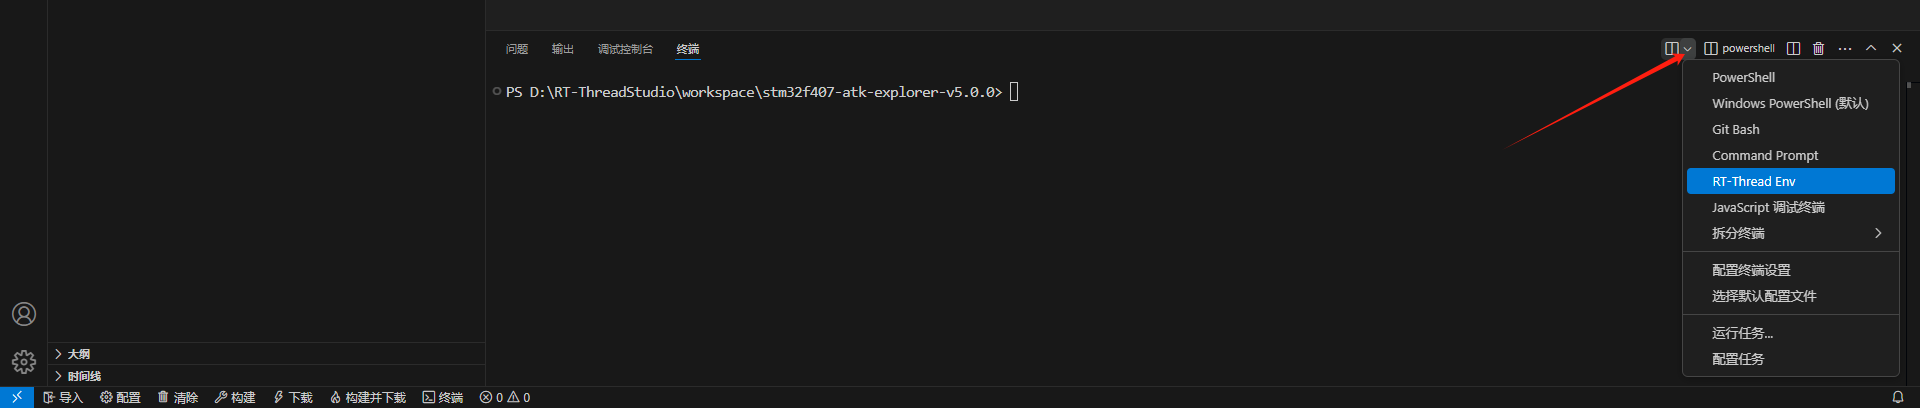 问题 输出 调试控制台 终端 powershell
PS D:\RT-ThreadStudio\workspace\stm32f407-atk-explorer-v5.0.0>
PowerShell
Windows PowerShell (默认)
Git Bash
Command Prompt
RT-Thread Env
JavaScript 调试终端
拆分终端
配置终端设置
选择默认配置文件
运行任务...
配置任务
大纲
时间线
导入 配置 清除 构建 下载 构建并下载 终端 0 0